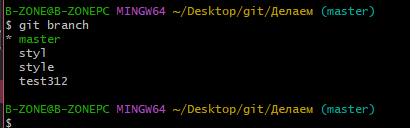 B-ZONE@B-ZONEPC MINGW64 ~/Desktop/git/Делаем (master)
$ git branch
* master
  styl
  style
  test312

B-ZONE@B-ZONEPC MINGW64 ~/Desktop/git/Делаем (master)
$